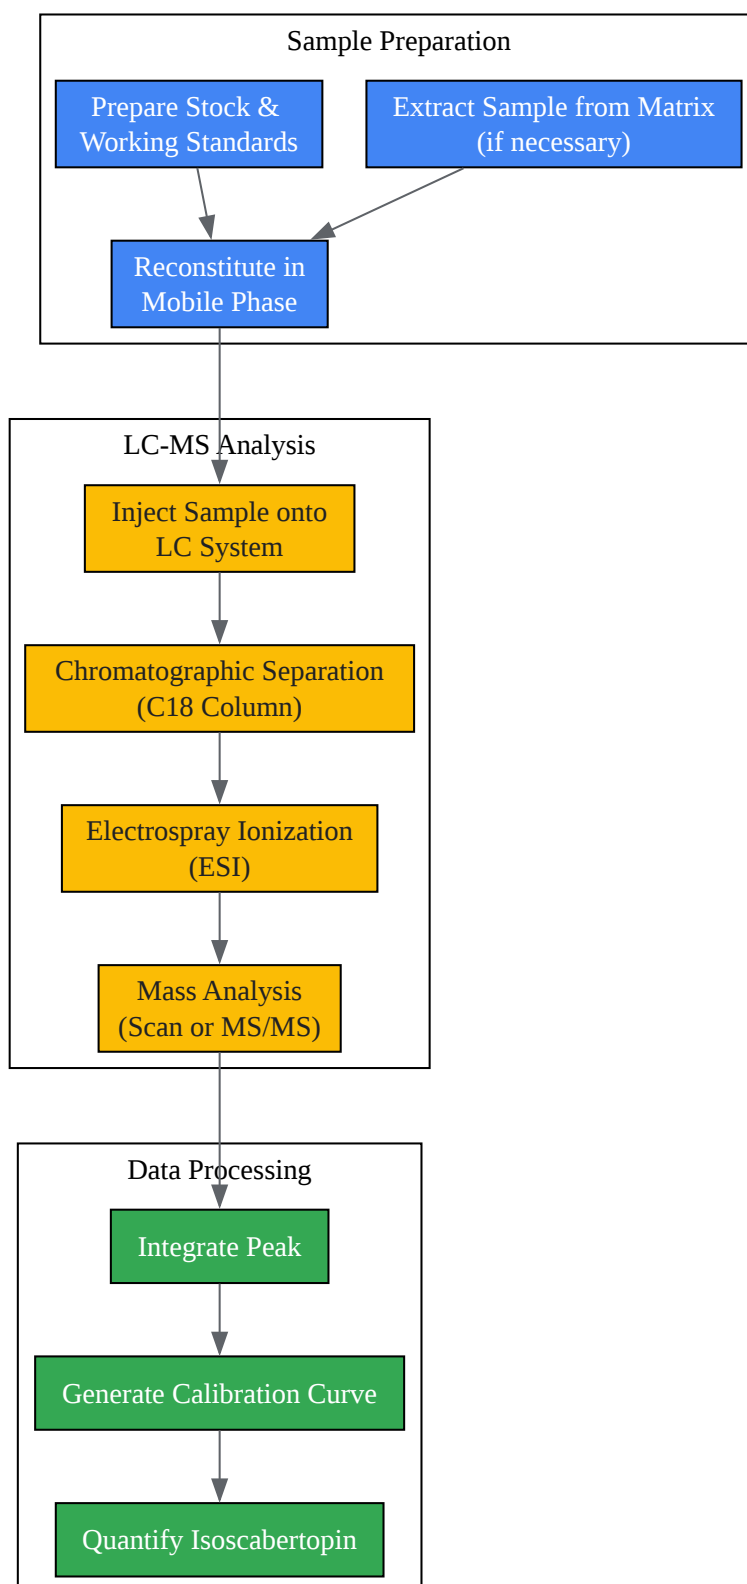 Sample Preparation
Prepare Stock &
Working Standards
Extract Sample from Matrix
(if necessary)
Reconstitute in
Mobile Phase
LC-MS Analysis
Inject Sample onto
LC System
Chromatographic Separation
(C18 Column)
Electrospray Ionization
(ESI)
Mass Analysis
(Scan or MS/MS)
Data Processing
Integrate Peak
Generate Calibration Curve
Quantify Isoscabertopin